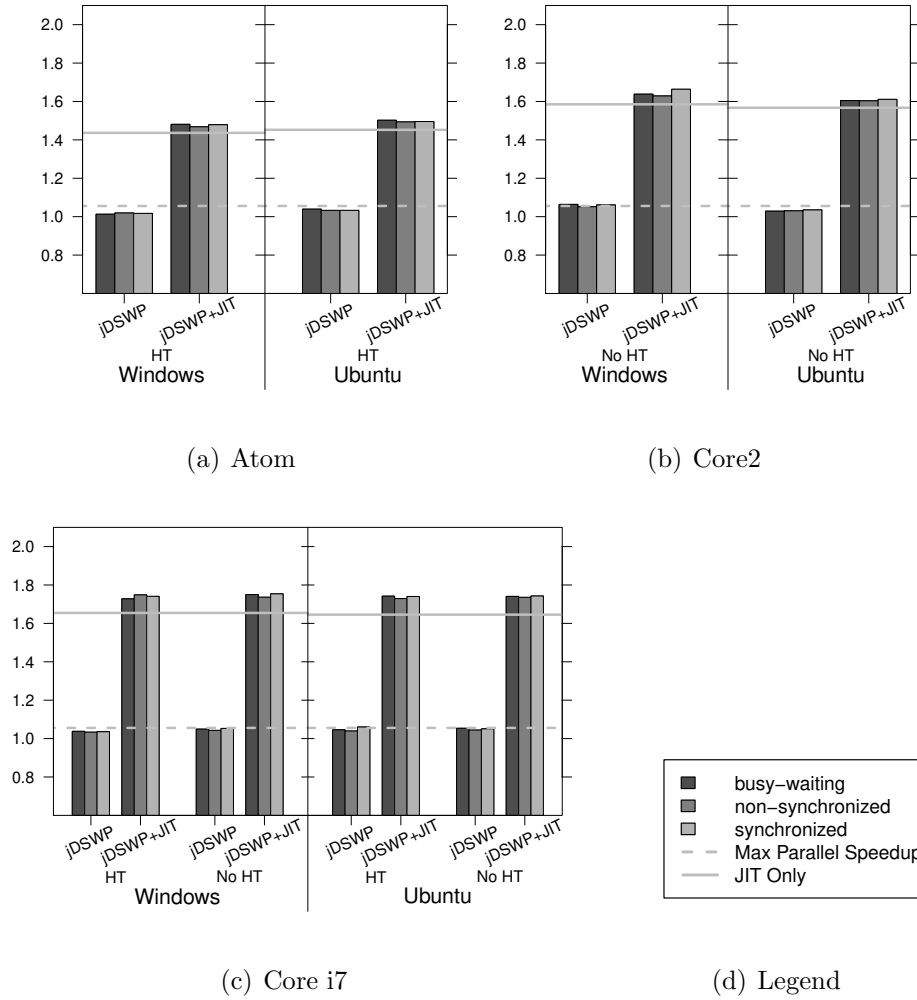 2.0 2.0
1.8 1.8
1.6 1.6
1.4 1.4
1.2 1.2
1.0 1.0
0.8 0.8
jDSWP jDSWP+JIT jDSWP jDSWP+JIT jDSWP jDSWP+JIT jDSWP jDSWP+JIT
HT HT No HT No HT
Windows Ubuntu Windows Ubuntu
(a) Atom (b) Core2
2.0
1.8
1.6
1.4
1.2
1.0
0.8
jDSWP jDSWP+JIT jDSWP jDSWP+JIT jDSWP jDSWP+JIT jDSWP jDSWP+JIT
HT No HT HT No HT
Windows Ubuntu
busy-waiting
non-synchronized
synchronized
Max Parallel Speedup
JIT Only
(c) Core i7 (d) Legend